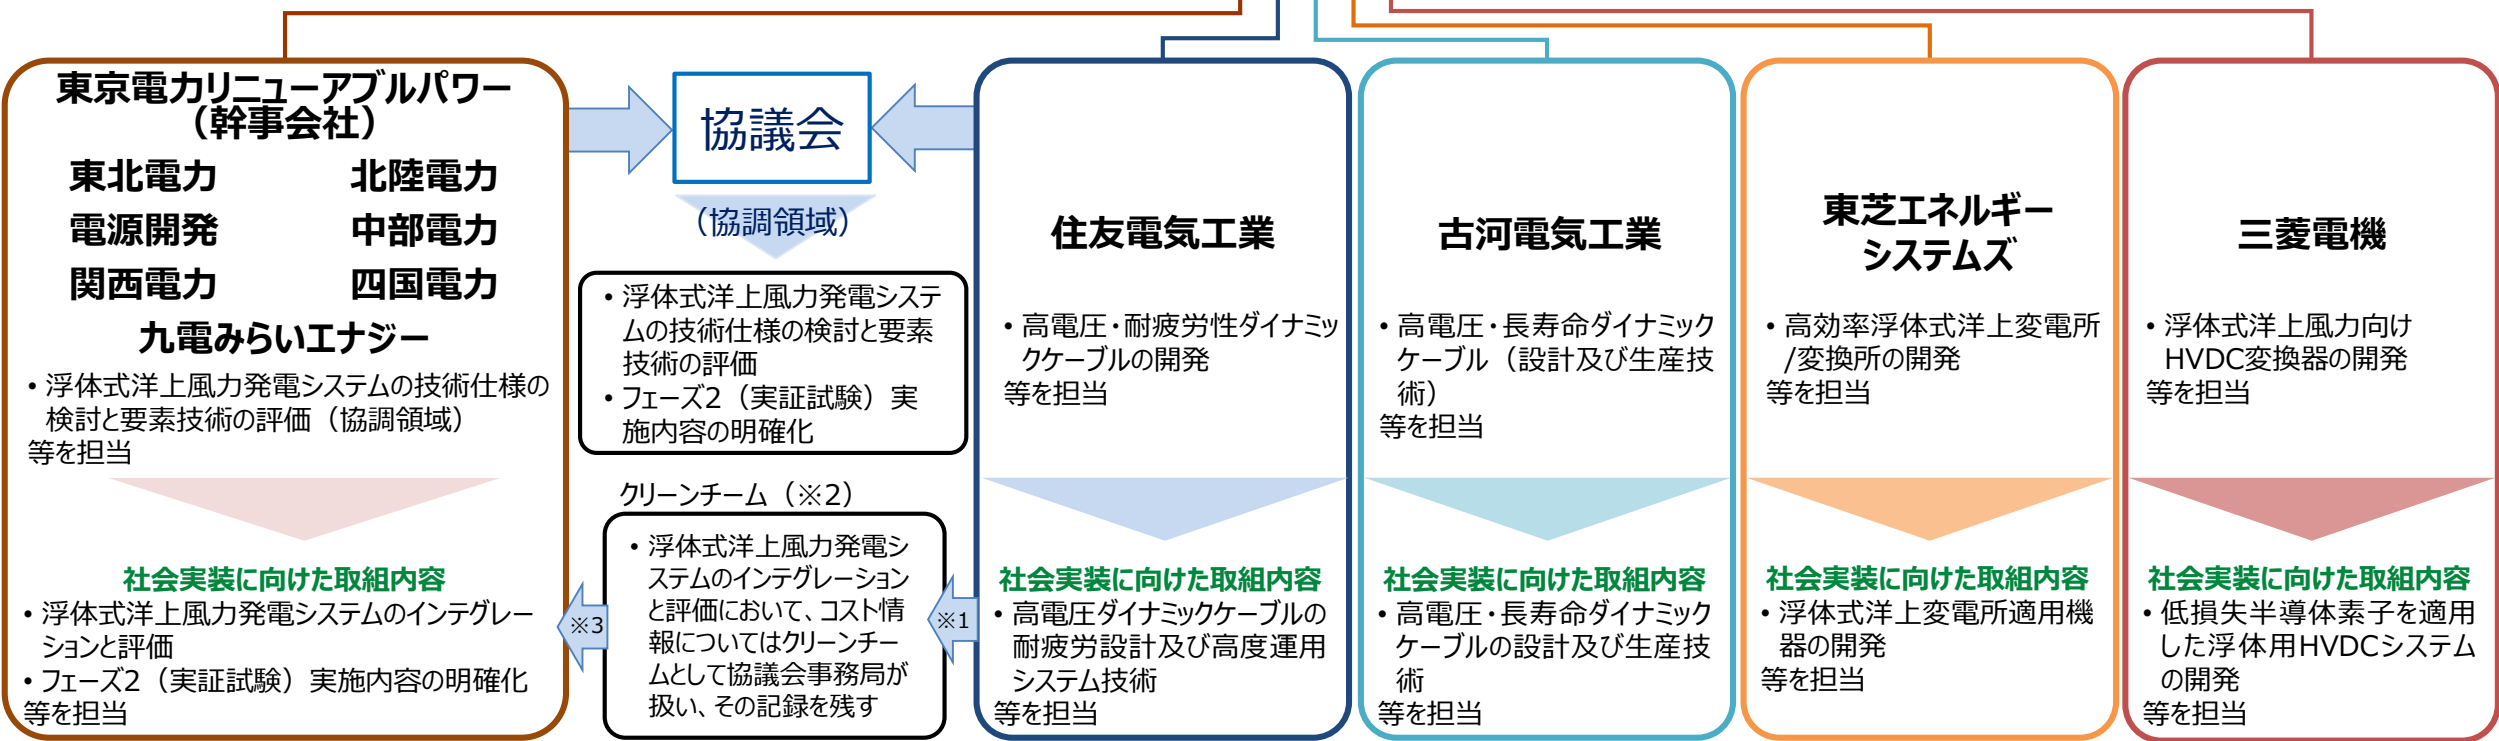 東京電力リニューアブルパワー
（幹事会社）
東北電力 北陸電力
電源開発 中部電力
関西電力 四国電力
九電みらいエナジー
• 浮体式洋上風力発電システムの技術仕様の
検討と要素技術の評価（協調領域）
等を担当
社会実装に向けた取組内容
• 浮体式洋上風力発電システムのインテグレー
ションと評価
• フェーズ2（実証試験）実施内容の明確化
等を担当
協議会
（協調領域）
• 浮体式洋上風力発電システ
ムの技術仕様の検討と要素
技術の評価
• フェーズ2（実証試験）実
施内容の明確化
クリーンチーム（※2）
• 浮体式洋上風力発電シ
ステムのインテグレーション
と評価において、コスト情
報についてはクリーンチー
ムとして協議会事務局が
扱い、その記録を残す
※3
※1
住友電気工業
• 高電圧・耐疲労性ダイナミッ
クケーブルの開発
等を担当
社会実装に向けた取組内容
• 高電圧ダイナミックケーブルの
耐疲労設計及び高度運用
システム技術
等を担当
古河電気工業
• 高電圧・長寿命ダイナミック
ケーブル（設計及び生産技
術）
等を担当
社会実装に向けた取組内容
• 高電圧・長寿命ダイナミック
ケーブルの設計及び生産技
術
等を担当
東芝エネルギー
システムズ
• 高効率浮体式洋上変電所
/変換所の開発
等を担当
社会実装に向けた取組内容
• 浮体式洋上変電所適用機
器の開発
等を担当
三菱電機
• 浮体式洋上風力向け
HVDC変換器の開発
等を担当
社会実装に向けた取組内容
• 低損失半導体素子を適用
した浮体用HVDCシステム
の開発
等を担当